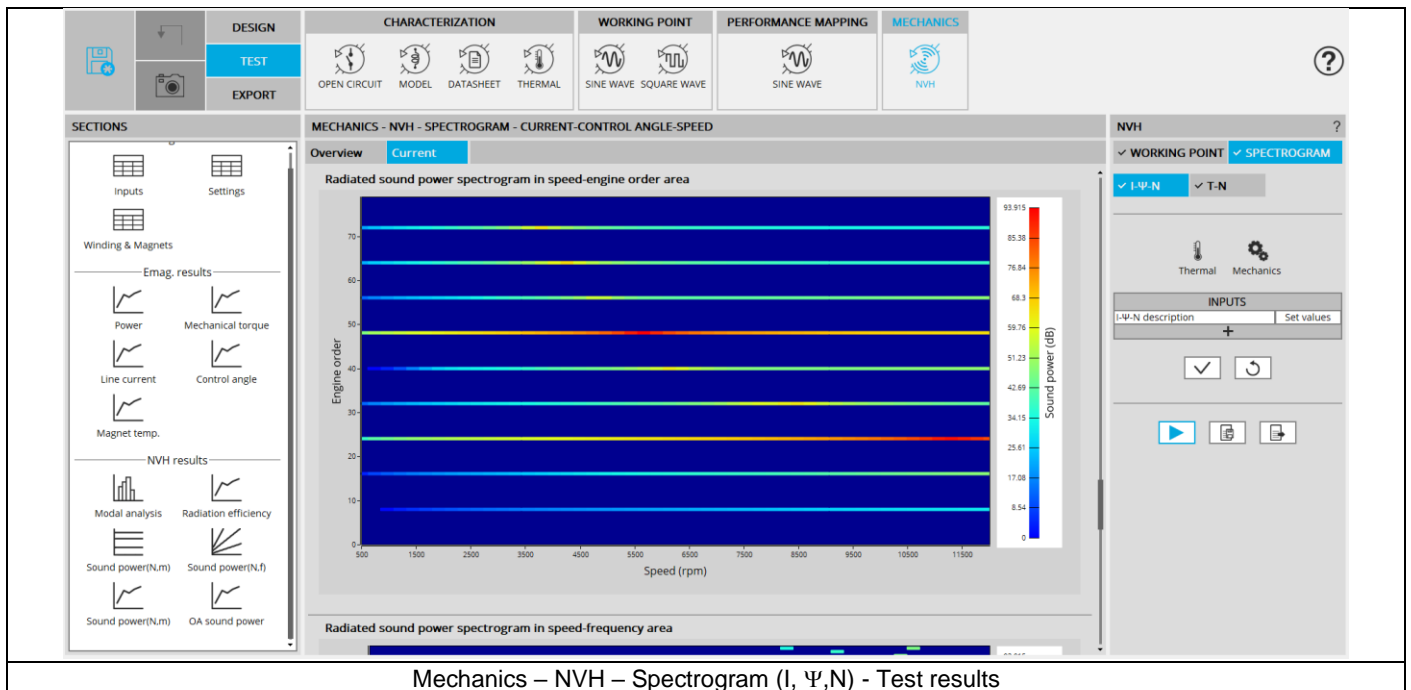 DESIGN
TEST
EXPORT
CHARACTERIZATION
OPEN CIRCUIT MODEL DATASHEET THERMAL
WORKING POINT
SINE WAVE SQUARE WAVE
PERFORMANCE MAPPING
SINE WAVE
MECHANICS
NVH
?
SECTIONS
Inputs Settings
Winding & Magnets
Emag. results
Power Mechanical torque
Line current Control angle
Magnet temp.
NVH results
Modal analysis Radiation efficiency
Sound power(N,m) Sound power(N,f)
Sound power(N,m) OA sound power
MECHANICS - NVH - SPECTROGRAM - CURRENT-CONTROL ANGLE-SPEED
Overview Current
Radiated sound power spectrogram in speed-engine order area
70
60
50
40
30
20
10
0
Engine order
500 1500 2500 3500 4500 5500 6500 7500 8500 9500 10500 11500
Speed (rpm)
93.915
85.38
76.84
68.3
59.76
51.23
42.69
34.15
25.61
17.08
8.54
0
Sound power (dB)
Radiated sound power spectrogram in speed-frequency area
NVH ?
WORKING POINT SPECTROGRAM
I-Ψ-N T-N
Thermal Mechanics
INPUTS
I-Ψ-N description Set values
+
Mechanics – NVH – Spectrogram (I, Ψ,N) - Test results